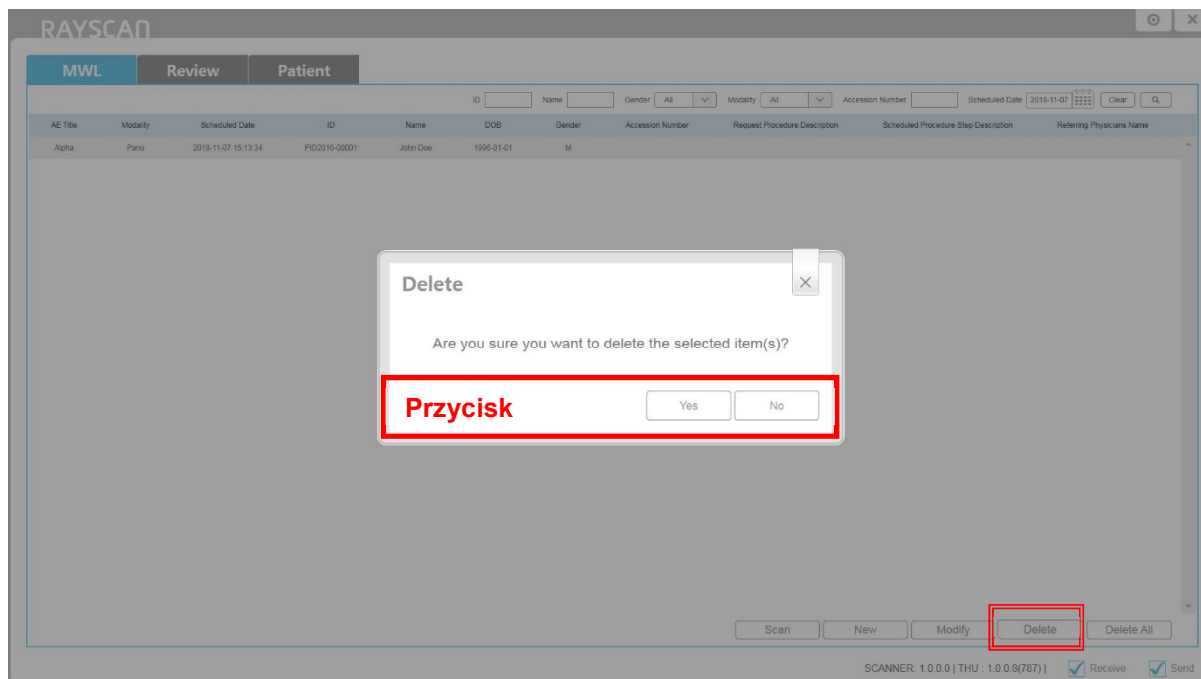 RAYSCAN
MWL Review Patient
ID Name Gender All Modality All Accession Number Scheduled Date 2018-11-07 Clear
AE Title Modality Scheduled Date ID Name DOB Gender Accession Number Request Procedure Description Scheduled Procedure Step Description Referring Physicians Name
Alpha Pano 2018-11-07 15:13:34 PID2016-00001 John Doe 1996-01-01 M
Delete
Are you sure you want to delete the selected item(s)?
Przycisk Yes No
Scan New Modify Delete Delete All
SCANNER: 1.0.0.0 | THU : 1.0.0.8(787) | Receive Send